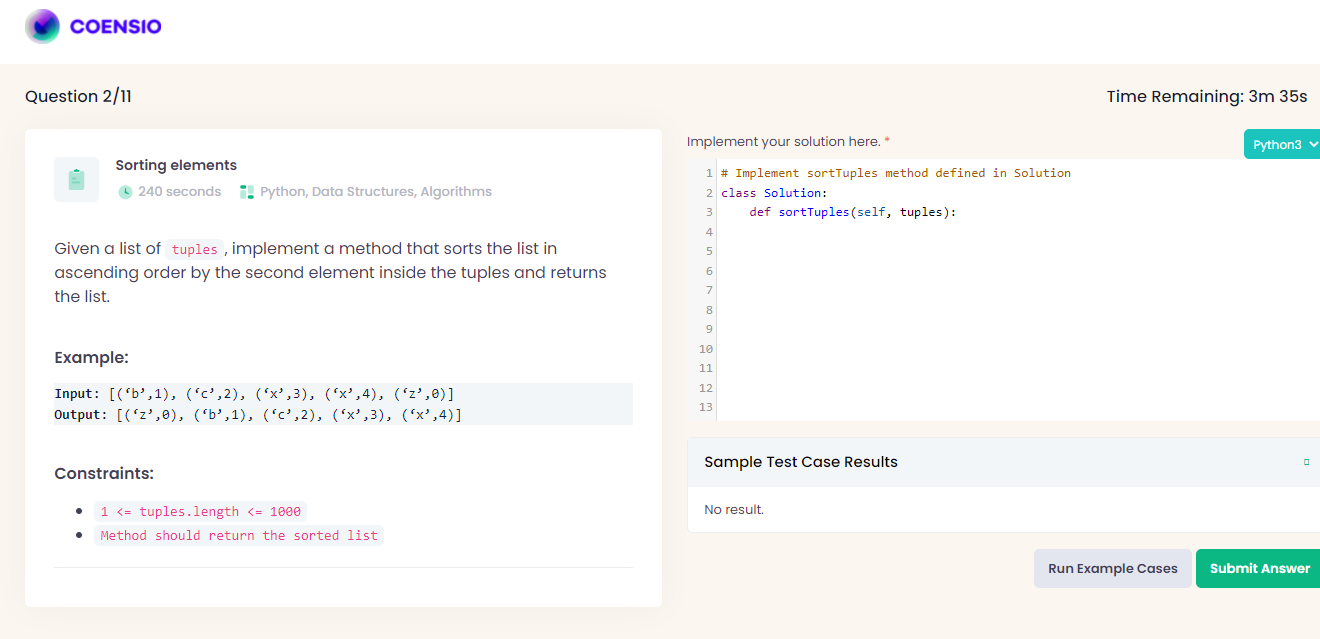 COENSIO
Question 2/11
Time Remaining: 3m 35s
Sorting elements
240 seconds
Python, Data Structures, Algorithms
Given a list of tuples, implement a method that sorts the list in
ascending order by the second element inside the tuples and returns
the list.
Example:
Input: [(‘b’,1), (‘c’,2), (‘x’,3), (‘x’,4), (‘z’,0)]
Output: [(‘z’,0), (‘b’,1), (‘c’,2), (‘x’,3), (‘x’,4)]
Constraints:
1 <= tuples.length <= 1000
Method should return the sorted list
Implement your solution here. *
Python3
1 # Implement sortTuples method defined in Solution
2 class Solution:
3     def sortTuples(self, tuples):
4
5
6
7
8
9
10
11
12
13
Sample Test Case Results
No result.
Run Example Cases
Submit Answer